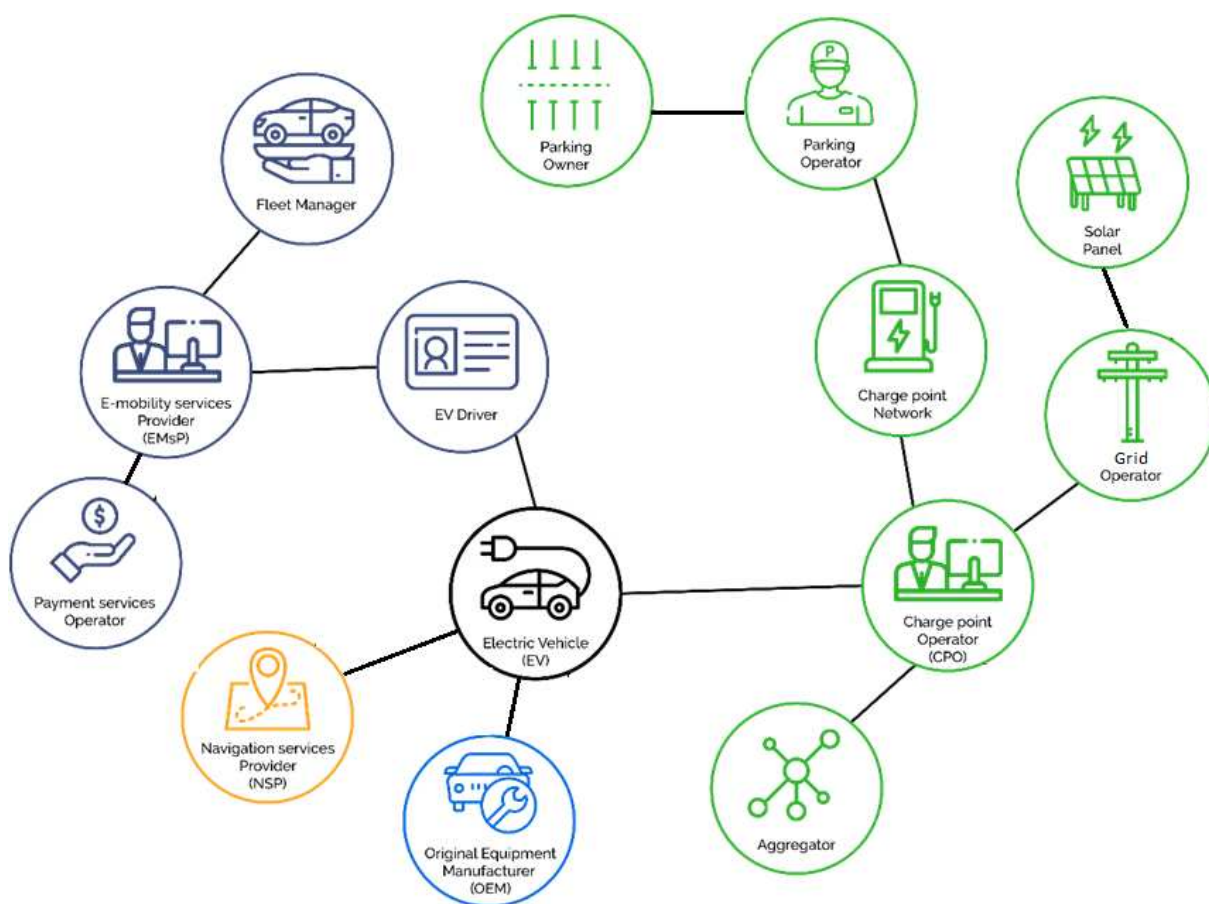 Parking
Owner
P
Parking
Operator
Fleet Manager
Solar
Panel
E-mobility services
Provider
(EMsP)
EV Driver
Charge point
Network
Grid
Operator
$
Payment services
Operator
Electric Vehicle
(EV)
Charge point
Operator
(CPO)
Navigation services
Provider
(NSP)
Original Equipment
Manufacturer
(OEM)
Aggregator